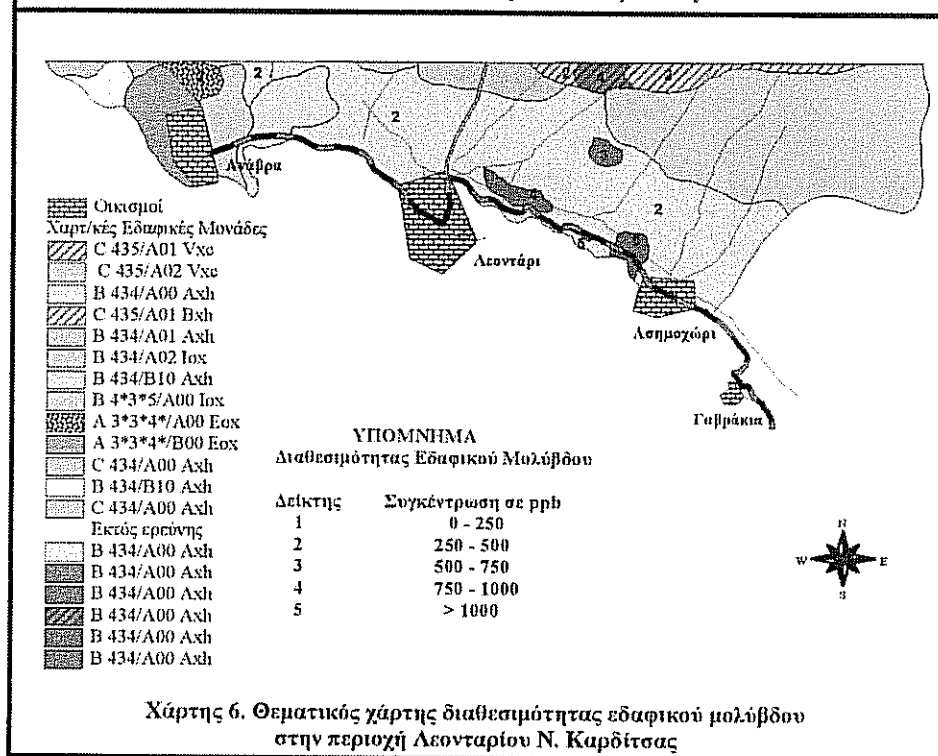 2
2
2
Ανάβρα
Λεοντάρι
Ασημοχώρι
Γαβράκια
Οικισμοί
Χαρτ/κές Εδαφικές Μονάδες
C 435/A01 Vxc
C 435/A02 Vxc
B 434/A00 Axh
C 435/A01 Bxh
B 434/A01 Axh
B 434/A02 Iox
B 434/B10 Axh
B 4*3*5/A00 Iox
A 3*3*4*/A00 Eox
A 3*3*4*/B00 Eox
C 434/A00 Axh
B 434/B10 Axh
C 434/A00 Axh
Εκτός ερεύνης
B 434/A00 Axh
B 434/A00 Axh
B 434/A00 Axh
B 434/A00 Axh
B 434/A00 Axh
B 434/A00 Axh
ΥΠΟΜΝΗΜΑ
Διαθεσιμότητας Εδαφικού Μολύβδου
Δείκτης Συγκέντρωση σε ppb
1 0 - 250
2 250 - 500
3 500 - 750
4 750 - 1000
5 > 1000
N
W E
S
Χάρτης 6. Θεματικός χάρτης διαθεσιμότητας εδαφικού μολύβδου
στην περιοχή Λεονταρίου Ν. Καρδίτσας